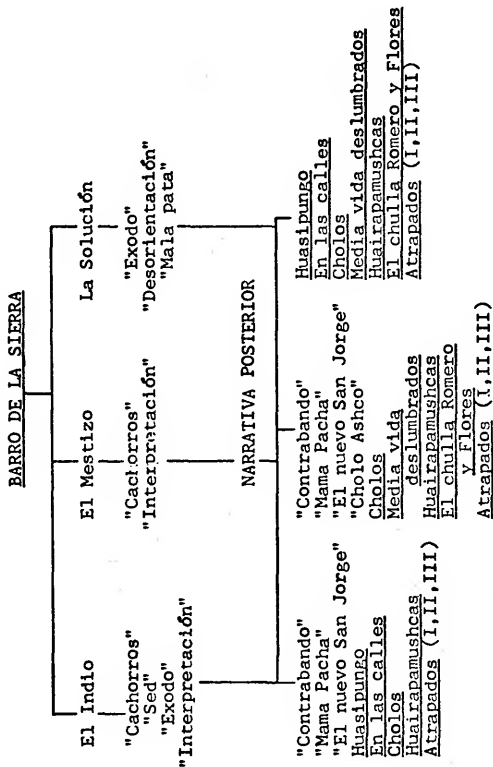 BARRO DE LA SIERRA
El Indio
"Cachorros"
"Sed"
"Exodo"
"Interpretación"
El Mestizo
"Cachorros"
"Interpretación"
La Solución
"Exodo"
"Desorientación"
"Mala pata"
NARRATIVA POSTERIOR
"Contrabando"
"Mama Pacha"
"El nuevo San Jorge"
Huasipungo
En las calles
Cholos
Huairapamushcas
Atrapados (I,II,III)
"Contrabando"
"Mama Pacha"
"El nuevo San Jorge"
"Cholo Ashco"
Cholos
Media vida
deslumbrados
Huairapamushcas
El chulla Romero
y Flores
Atrapados (I,II,III)
Huasipungo
En las calles
Cholos
Media vida deslumbrados
Huairapamushcas
El chulla Romero y Flores
Atrapados (I,II,III)